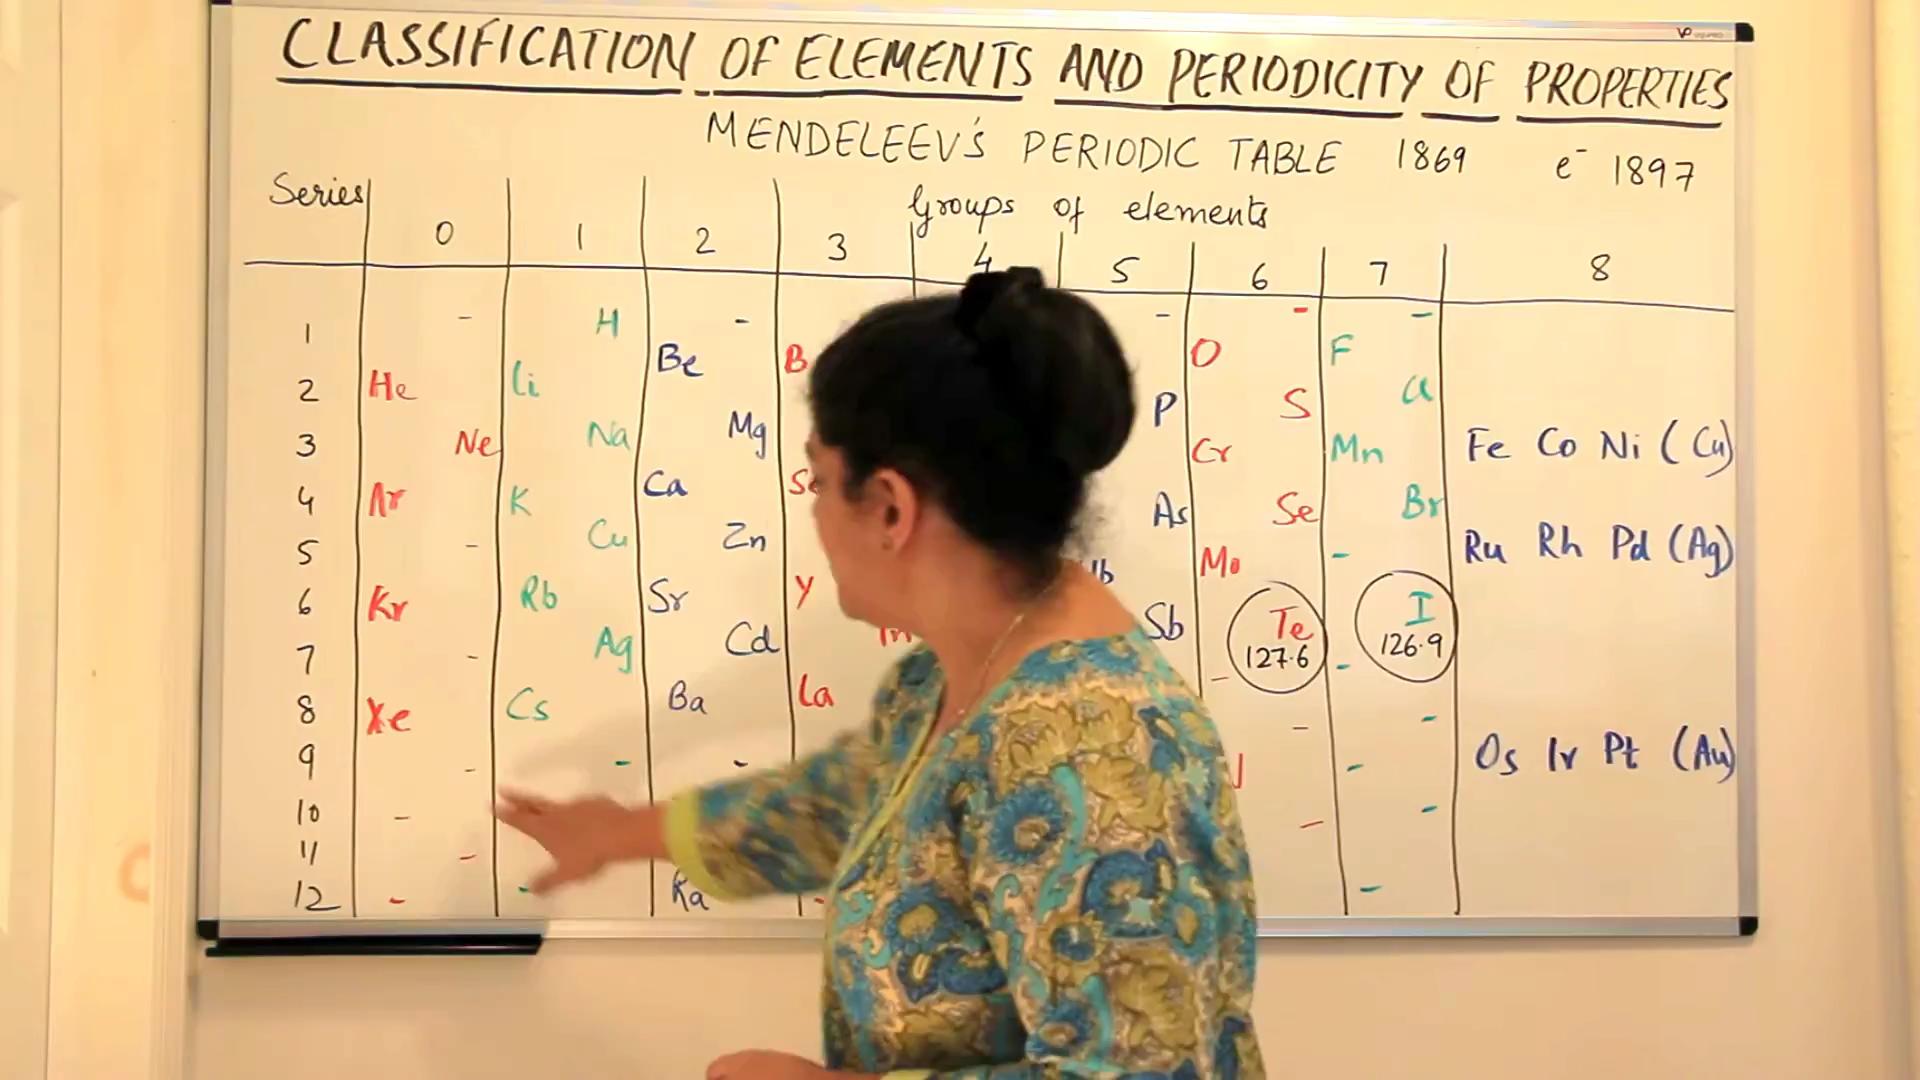 CLASSIFICATION OF ELEMENTS AND PERIODICITY OF PROPERTIES
MENDELEEV'S PERIODIC TABLE 1869 e⁻ 1897
Series Groups of elements
0 1 2 3 4 5 6 7 8
1 - H - - - -
2 He Li Be B O F
3 Ne Na Mg P S Cl
4 Ar K Ca Cr Mn Fe Co Ni (Cu)
5 - Cu Zn As Se Br
6 Kr Rb Sr Y Mo - Ru Rh Pd (Ag)
7 - Ag Cd In Sb Te 127.6 I 126.9
8 Xe Cs Ba La - -
9 - - - - -
10 - - Os Ir Pt (Au)
11 - - -
12 - - Ra - -